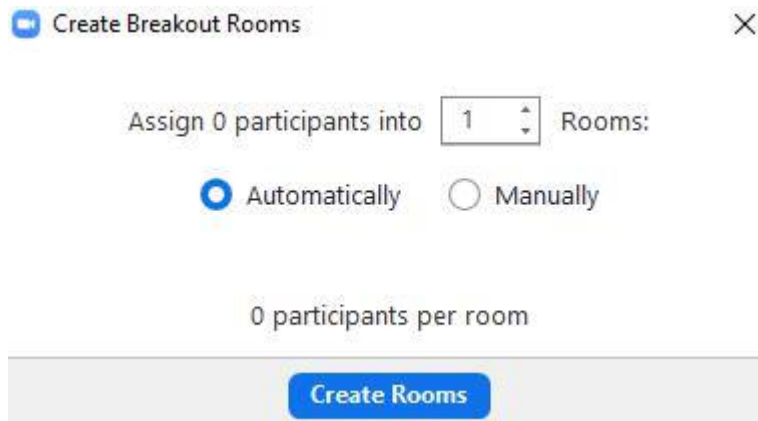 Create Breakout Rooms
Assign 0 participants into 1 Rooms:
Automatically Manually
0 participants per room
Create Rooms